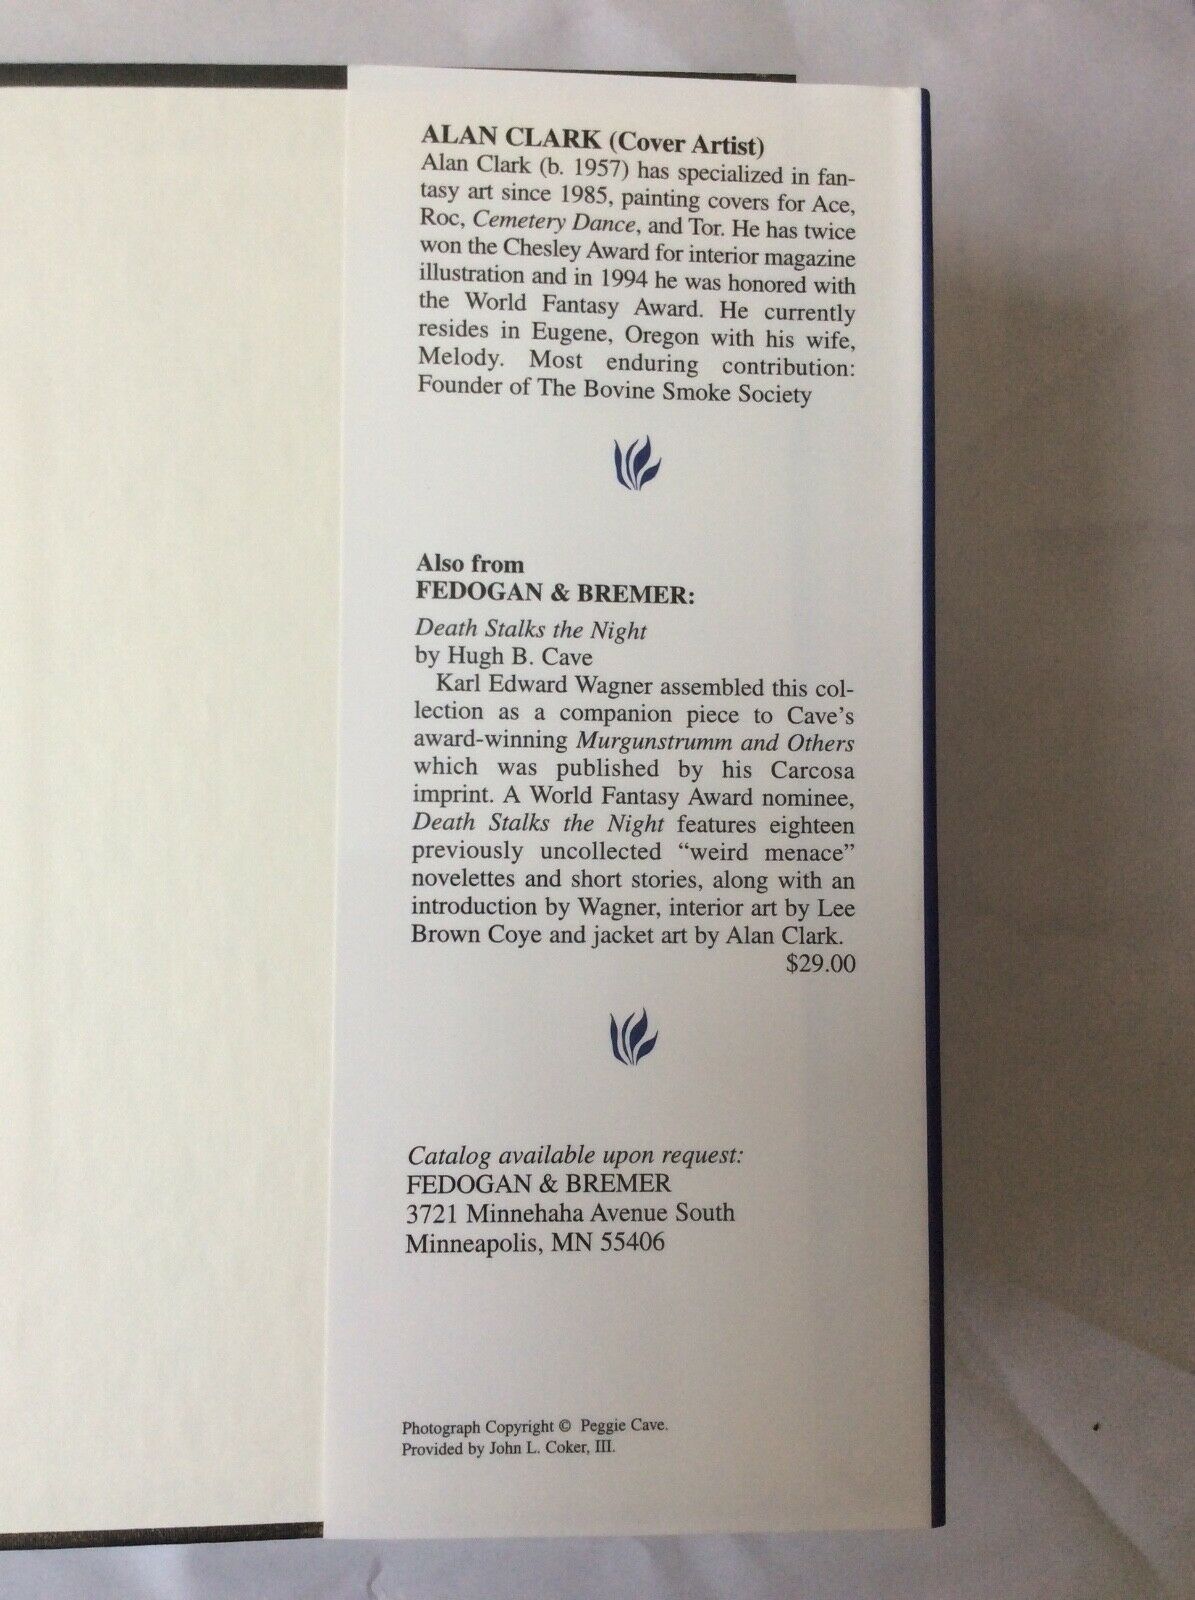 ALAN CLARK (Cover Artist)
Alan Clark (b. 1957) has specialized in fan-
tasy art since 1985, painting covers for Ace,
Roc, Cemetery Dance, and Tor. He has twice
won the Chesley Award for interior magazine
illustration and in 1994 he was honored with
the World Fantasy Award. He currently
resides in Eugene, Oregon with his wife,
Melody. Most enduring contribution:
Founder of The Bovine Smoke Society
Also from
FEDOGAN & BREMER:
Death Stalks the Night
by Hugh B. Cave
Karl Edward Wagner assembled this col-
lection as a companion piece to Cave's
award-winning Murgunstrumm and Others
which was published by his Carcosa
imprint. A World Fantasy Award nominee,
Death Stalks the Night features eighteen
previously uncollected “weird menace”
novelettes and short stories, along with an
introduction by Wagner, interior art by Lee
Brown Coye and jacket art by Alan Clark.
$29.00
Catalog available upon request:
FEDOGAN & BREMER
3721 Minnehaha Avenue South
Minneapolis, MN 55406
Photograph Copyright © Peggie Cave.
Provided by John L. Coker, III.